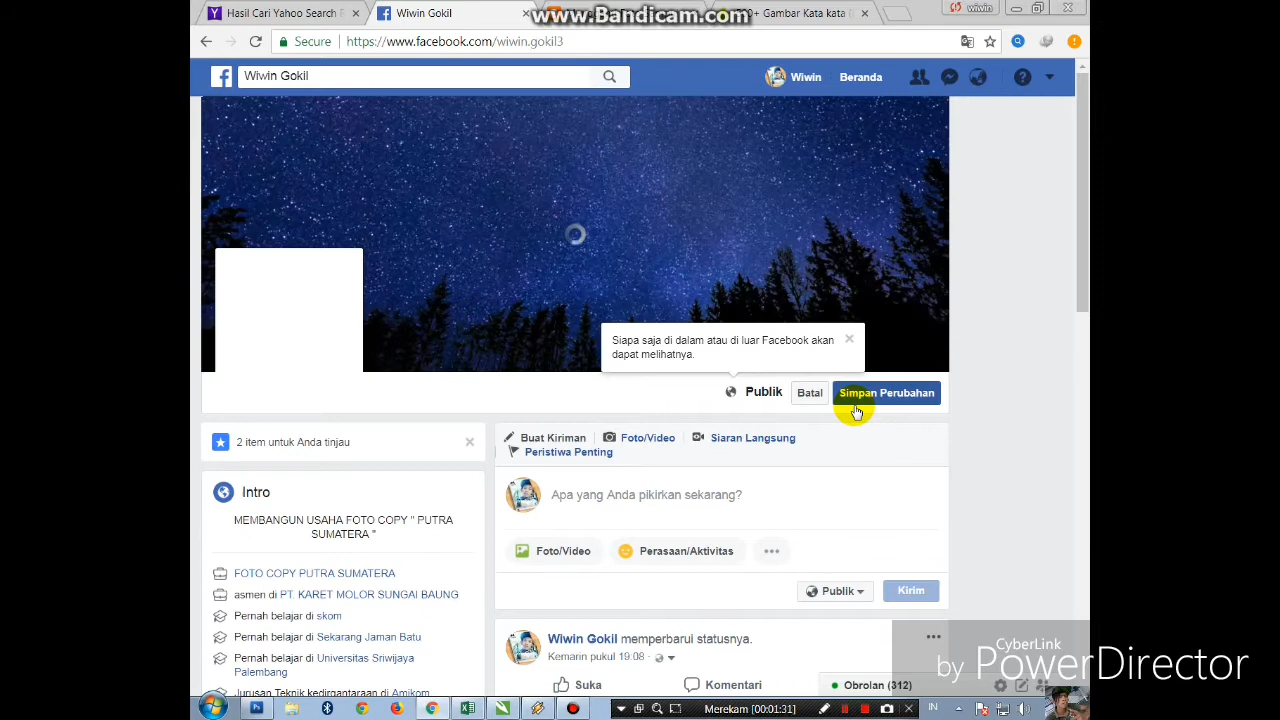 Hasil Cari Yahoo Search
Wiwin Gokil
www.Bandicam.com
Gambar Kata kata
wiwin
Secure
https://www.facebook.com/wiwin.gokil3
Wiwin Gokil
Wiwin
Beranda
Siapa saja di dalam atau di luar Facebook akan
dapat melihatnya.
Publik
Batal
Simpan Perubahan
2 item untuk Anda tinjau
Buat Kiriman
Foto/Video
Siaran Langsung
Peristiwa Penting
Intro
MEMBANGUN USAHA FOTO COPY " PUTRA
SUMATERA "
Apa yang Anda pikirkan sekarang?
Foto/Video
Perasaan/Aktivitas
FOTO COPY PUTRA SUMATERA
asmen di PT KARET MOLOR SUNGAI BAUNG
Pernah belajar di skom
Pernah belajar di Sekarang Jaman Batu
Pernah belajar di Universitas Sriwijaya
Palembang
Jurusan Teknik kedirgantaraan di Amikom
Publik
Kirim
Wiwin Gokil memperbarui statusnya.
Kemarin pukul 19:08
Suka
Komentari
Obrolan (312)
CyberLink
by PowerDirector
Merekam [00:01:31]
IN